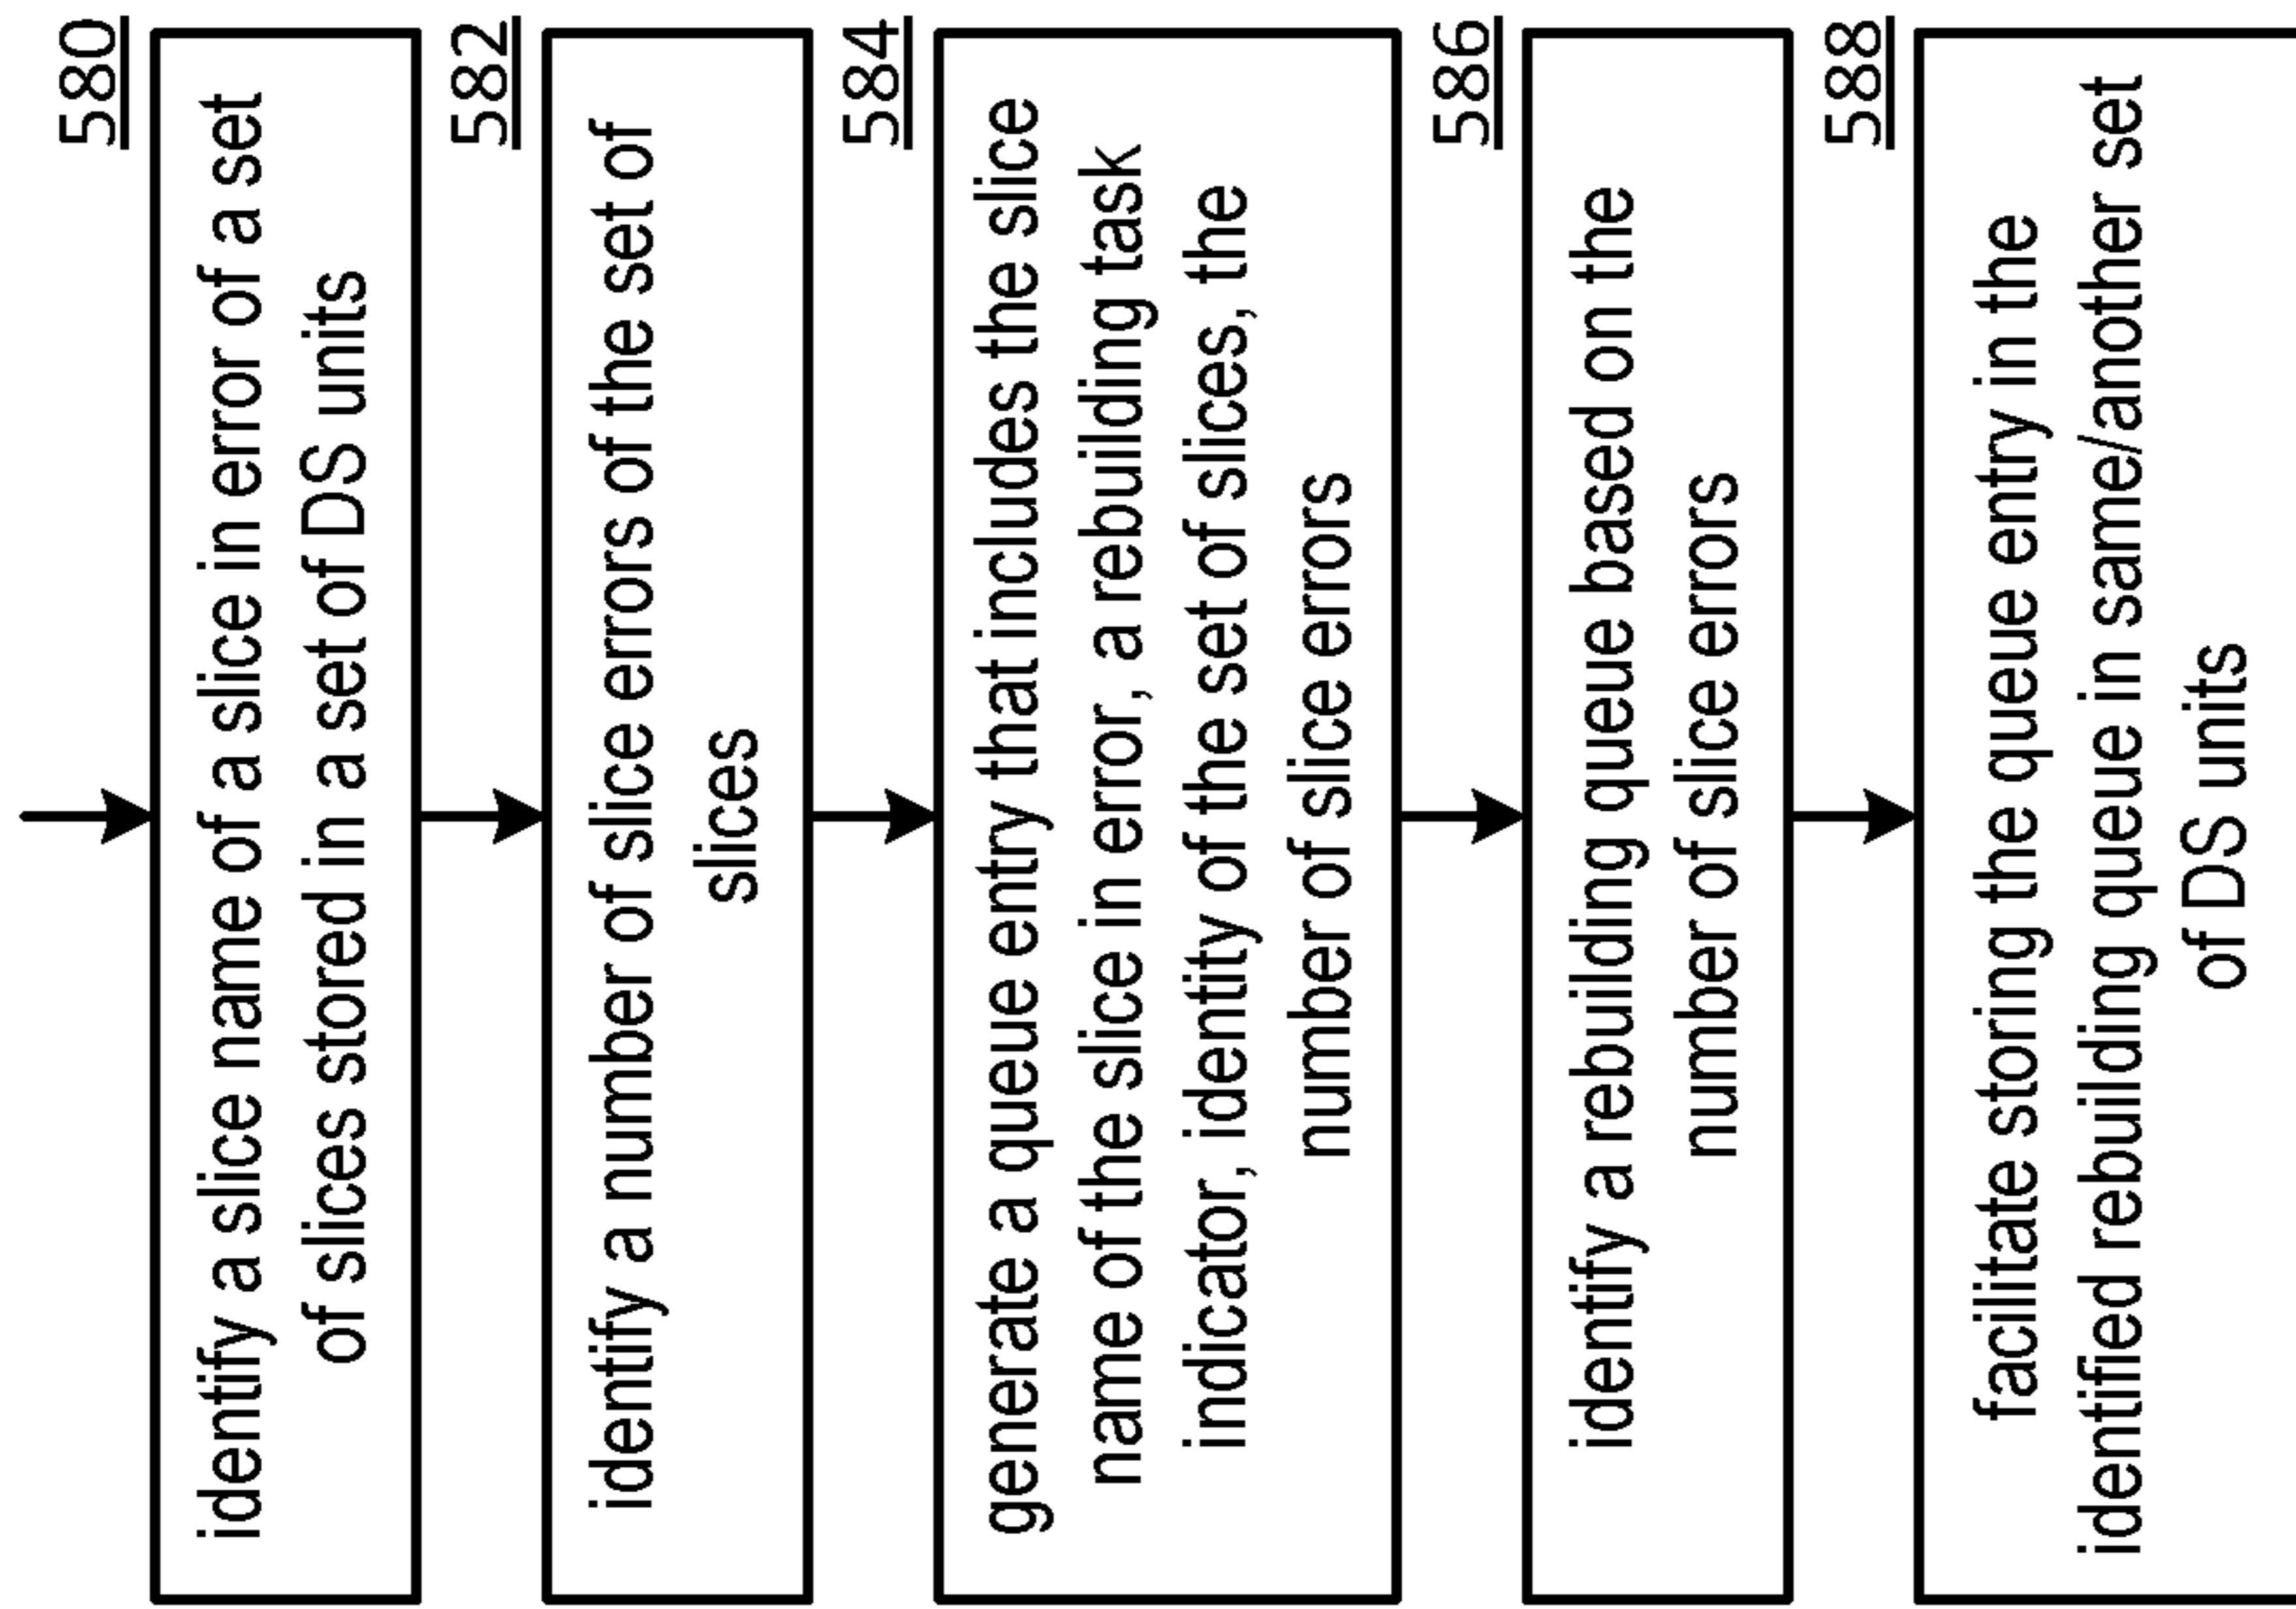 580
identify a slice name of a slice in error of a set
of slices stored in a set of DS units
582
identify a number of slice errors of the set of
slices
584
generate a queue entry that includes the slice
name of the slice in error, a rebuilding task
indicator, identity of the set of slices, the
number of slice errors
586
identify a rebuilding queue based on the
number of slice errors
588
facilitate storing the queue entry in the
identified rebuilding queue in same/another set
of DS units